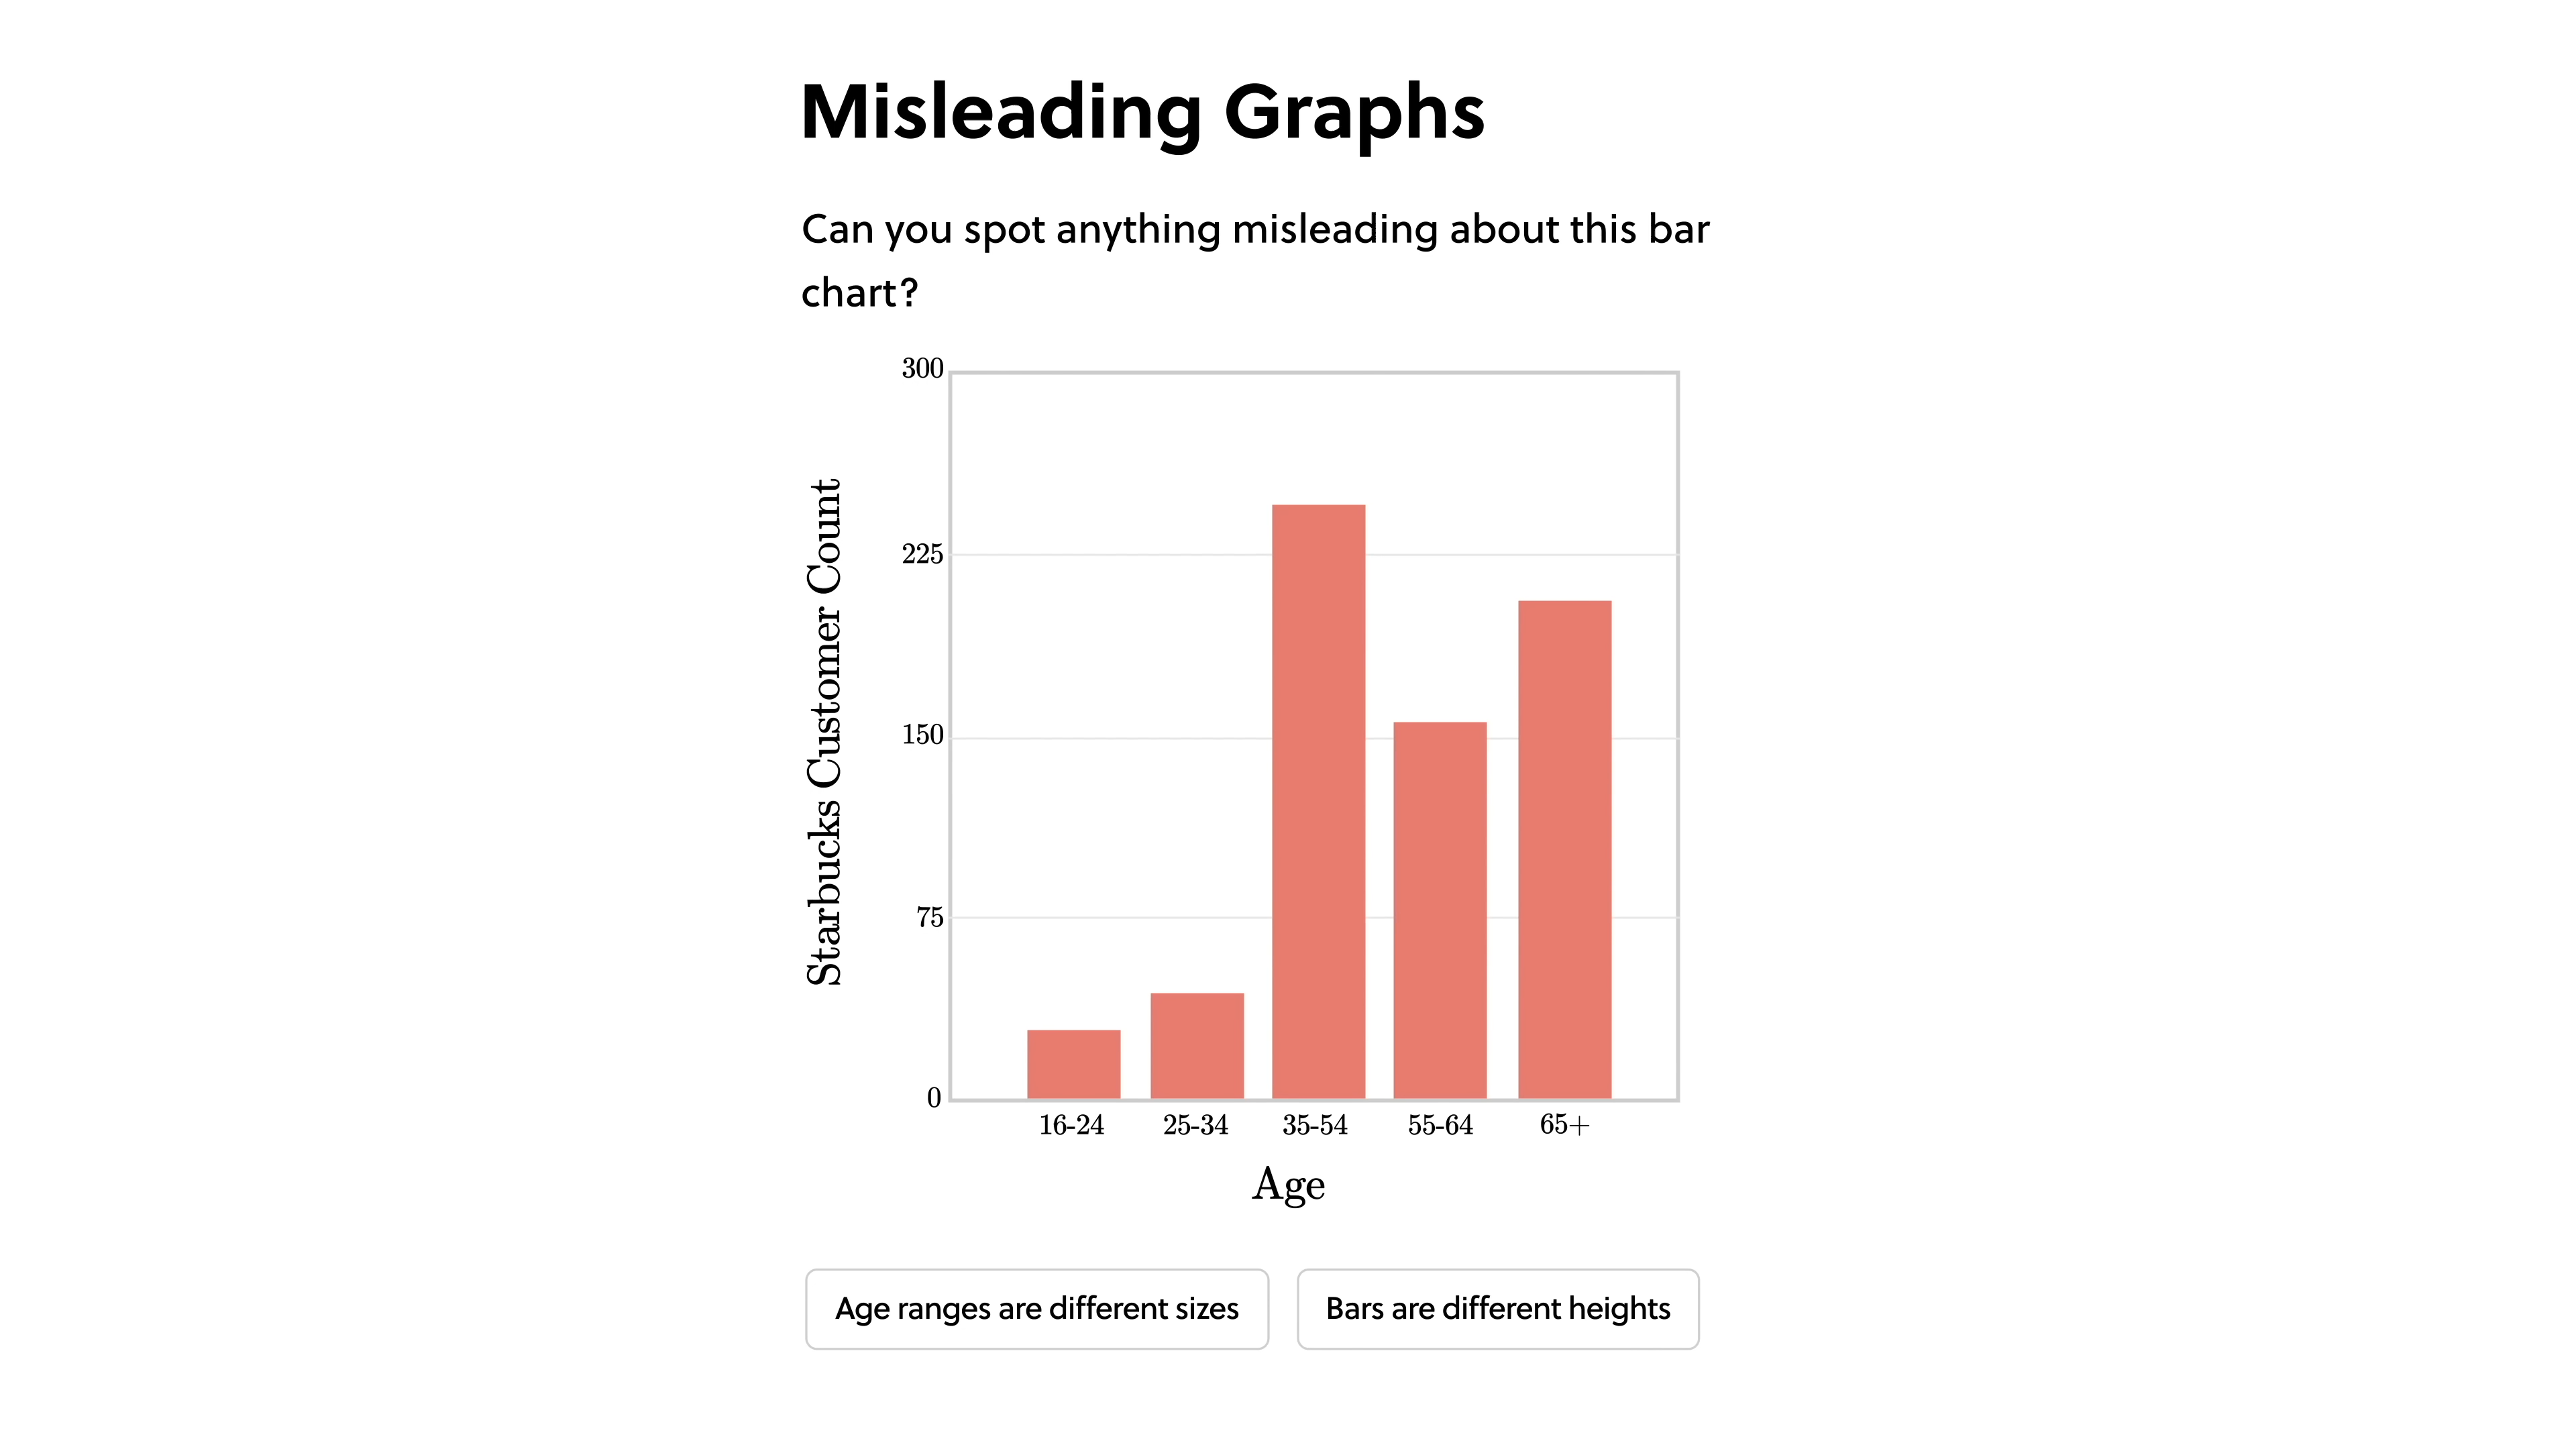 Misleading Graphs
Can you spot anything misleading about this bar
chart?
300
225
150
75
0
Starbucks Customer Count
16-24 25-34 35-54 55-64 65+
Age
Age ranges are different sizes
Bars are different heights